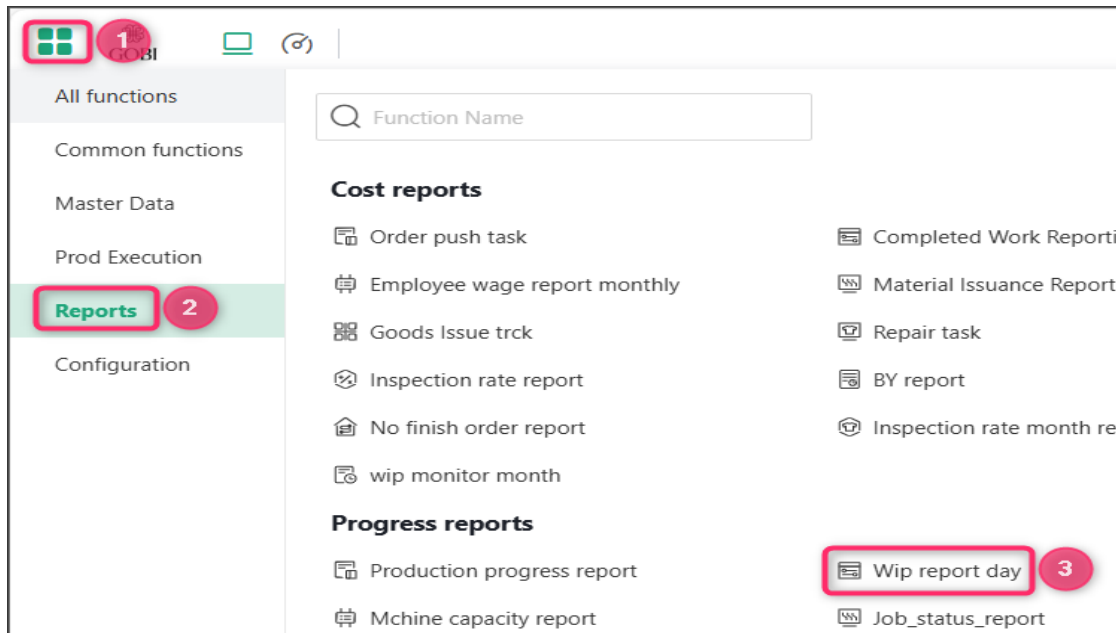 1
GOBI
All functions
Common functions
Master Data
Prod Execution
Reports 2
Configuration
Function Name
Cost reports
Order push task
Completed Work Reporti
Employee wage report monthly
Material Issuance Report
Goods Issue trck
Repair task
Inspection rate report
BY report
No finish order report
Inspection rate month re
wip monitor month
Progress reports
Production progress report
Wip report day 3
Mchine capacity report
Job_status_report